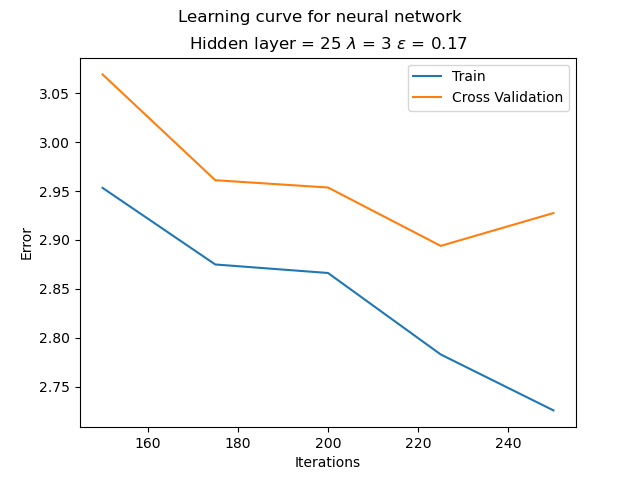 Learning curve for neural network
Hidden layer = 25 λ = 3 ε = 0.17
Train
Cross Validation
3.05
3.00
2.95
2.90
2.85
2.80
2.75
Error
160 180 200 220 240
Iterations